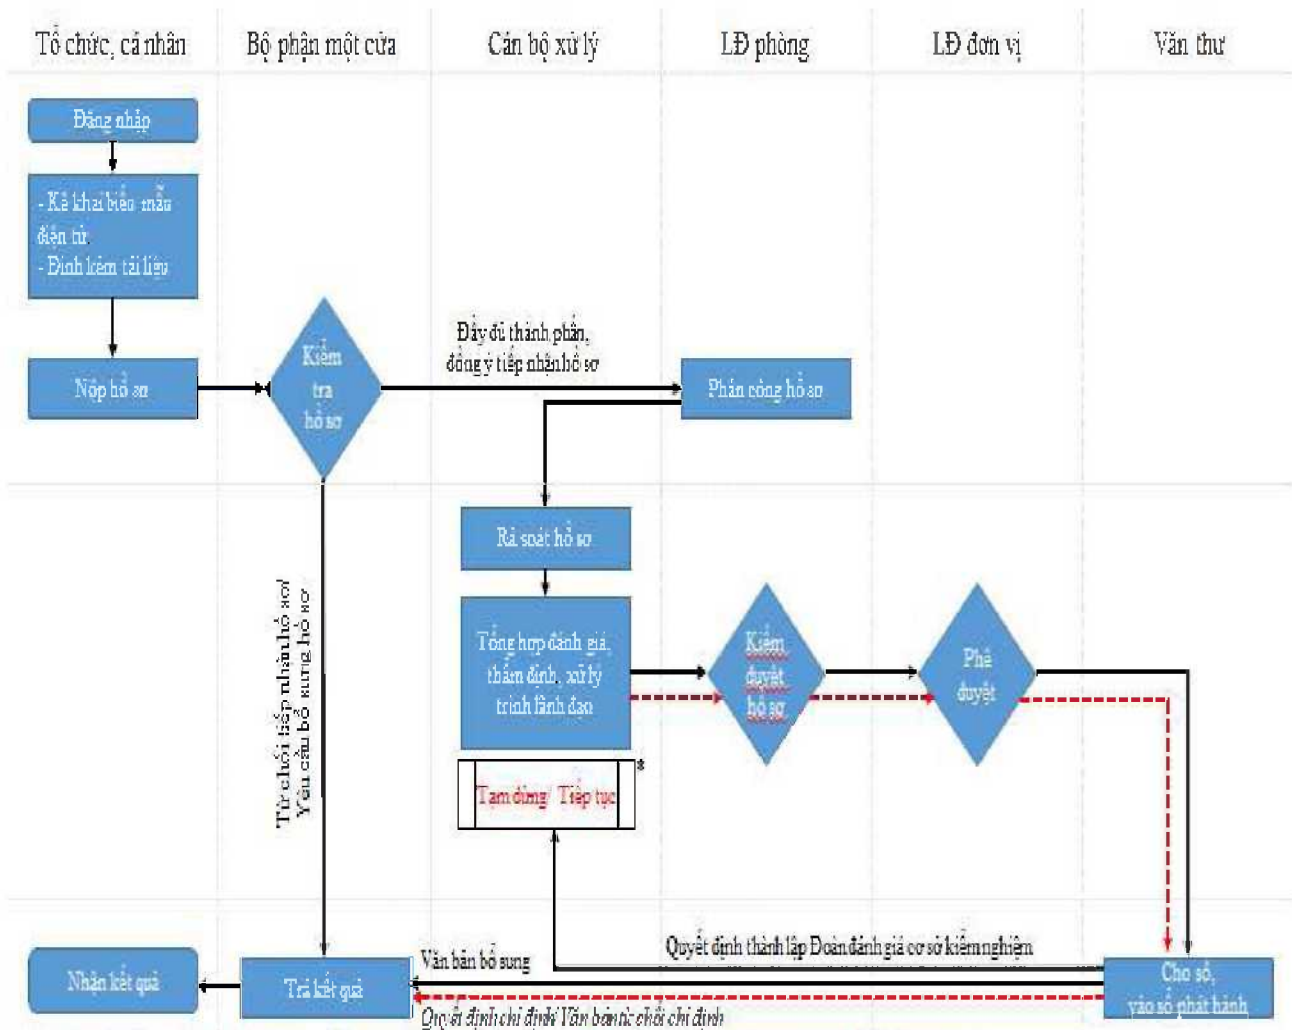 Tổ chức, cá nhân
Bộ phận một cửa
Cán bộ xử lý
LĐ phòng
LĐ đơn vị
Văn thư
Đăng nhập
- Kê khai biểu mẫu
điện tử
- Đính kèm tài liệu
Nộp hồ sơ
Kiểm
tra
hồ sơ
Đầy đủ thành phần,
đồng ý tiếp nhận hồ sơ
Phân công hồ sơ
Rà soát hồ sơ
Từ chối tiếp nhận hồ sơ/
Yêu cầu bổ sung hồ sơ
Tổng hợp đánh giá,
thẩm định, xử lý
trình lãnh đạo
Kiểm
duyệt
hồ sơ
Phê
duyệt
Tạm dừng/ Tiếp tục
*
Quyết định thành lập Đoàn đánh giá cơ sở kiểm nghiệm
Văn bản bổ sung
Nhận kết quả
Trả kết quả
Cho số,
vào sổ phát hành
Quyết định chỉ định/ Văn bản từ chối chỉ định